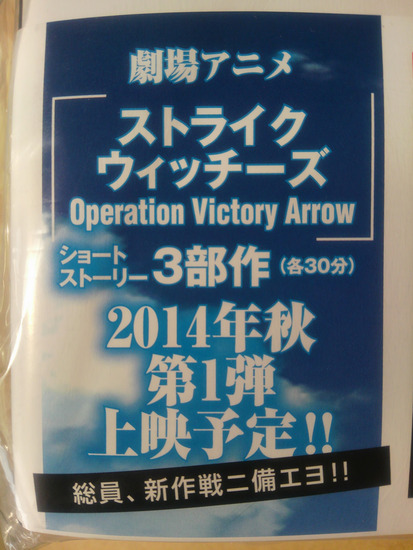 劇場アニメ
「ストライク
ウィッチーズ
Operation Victory Arrow」
ショート
ストーリー3部作(各30分)
2014年秋
第1弾
上映予定!!
総員、新作戦ニ備エヨ!!